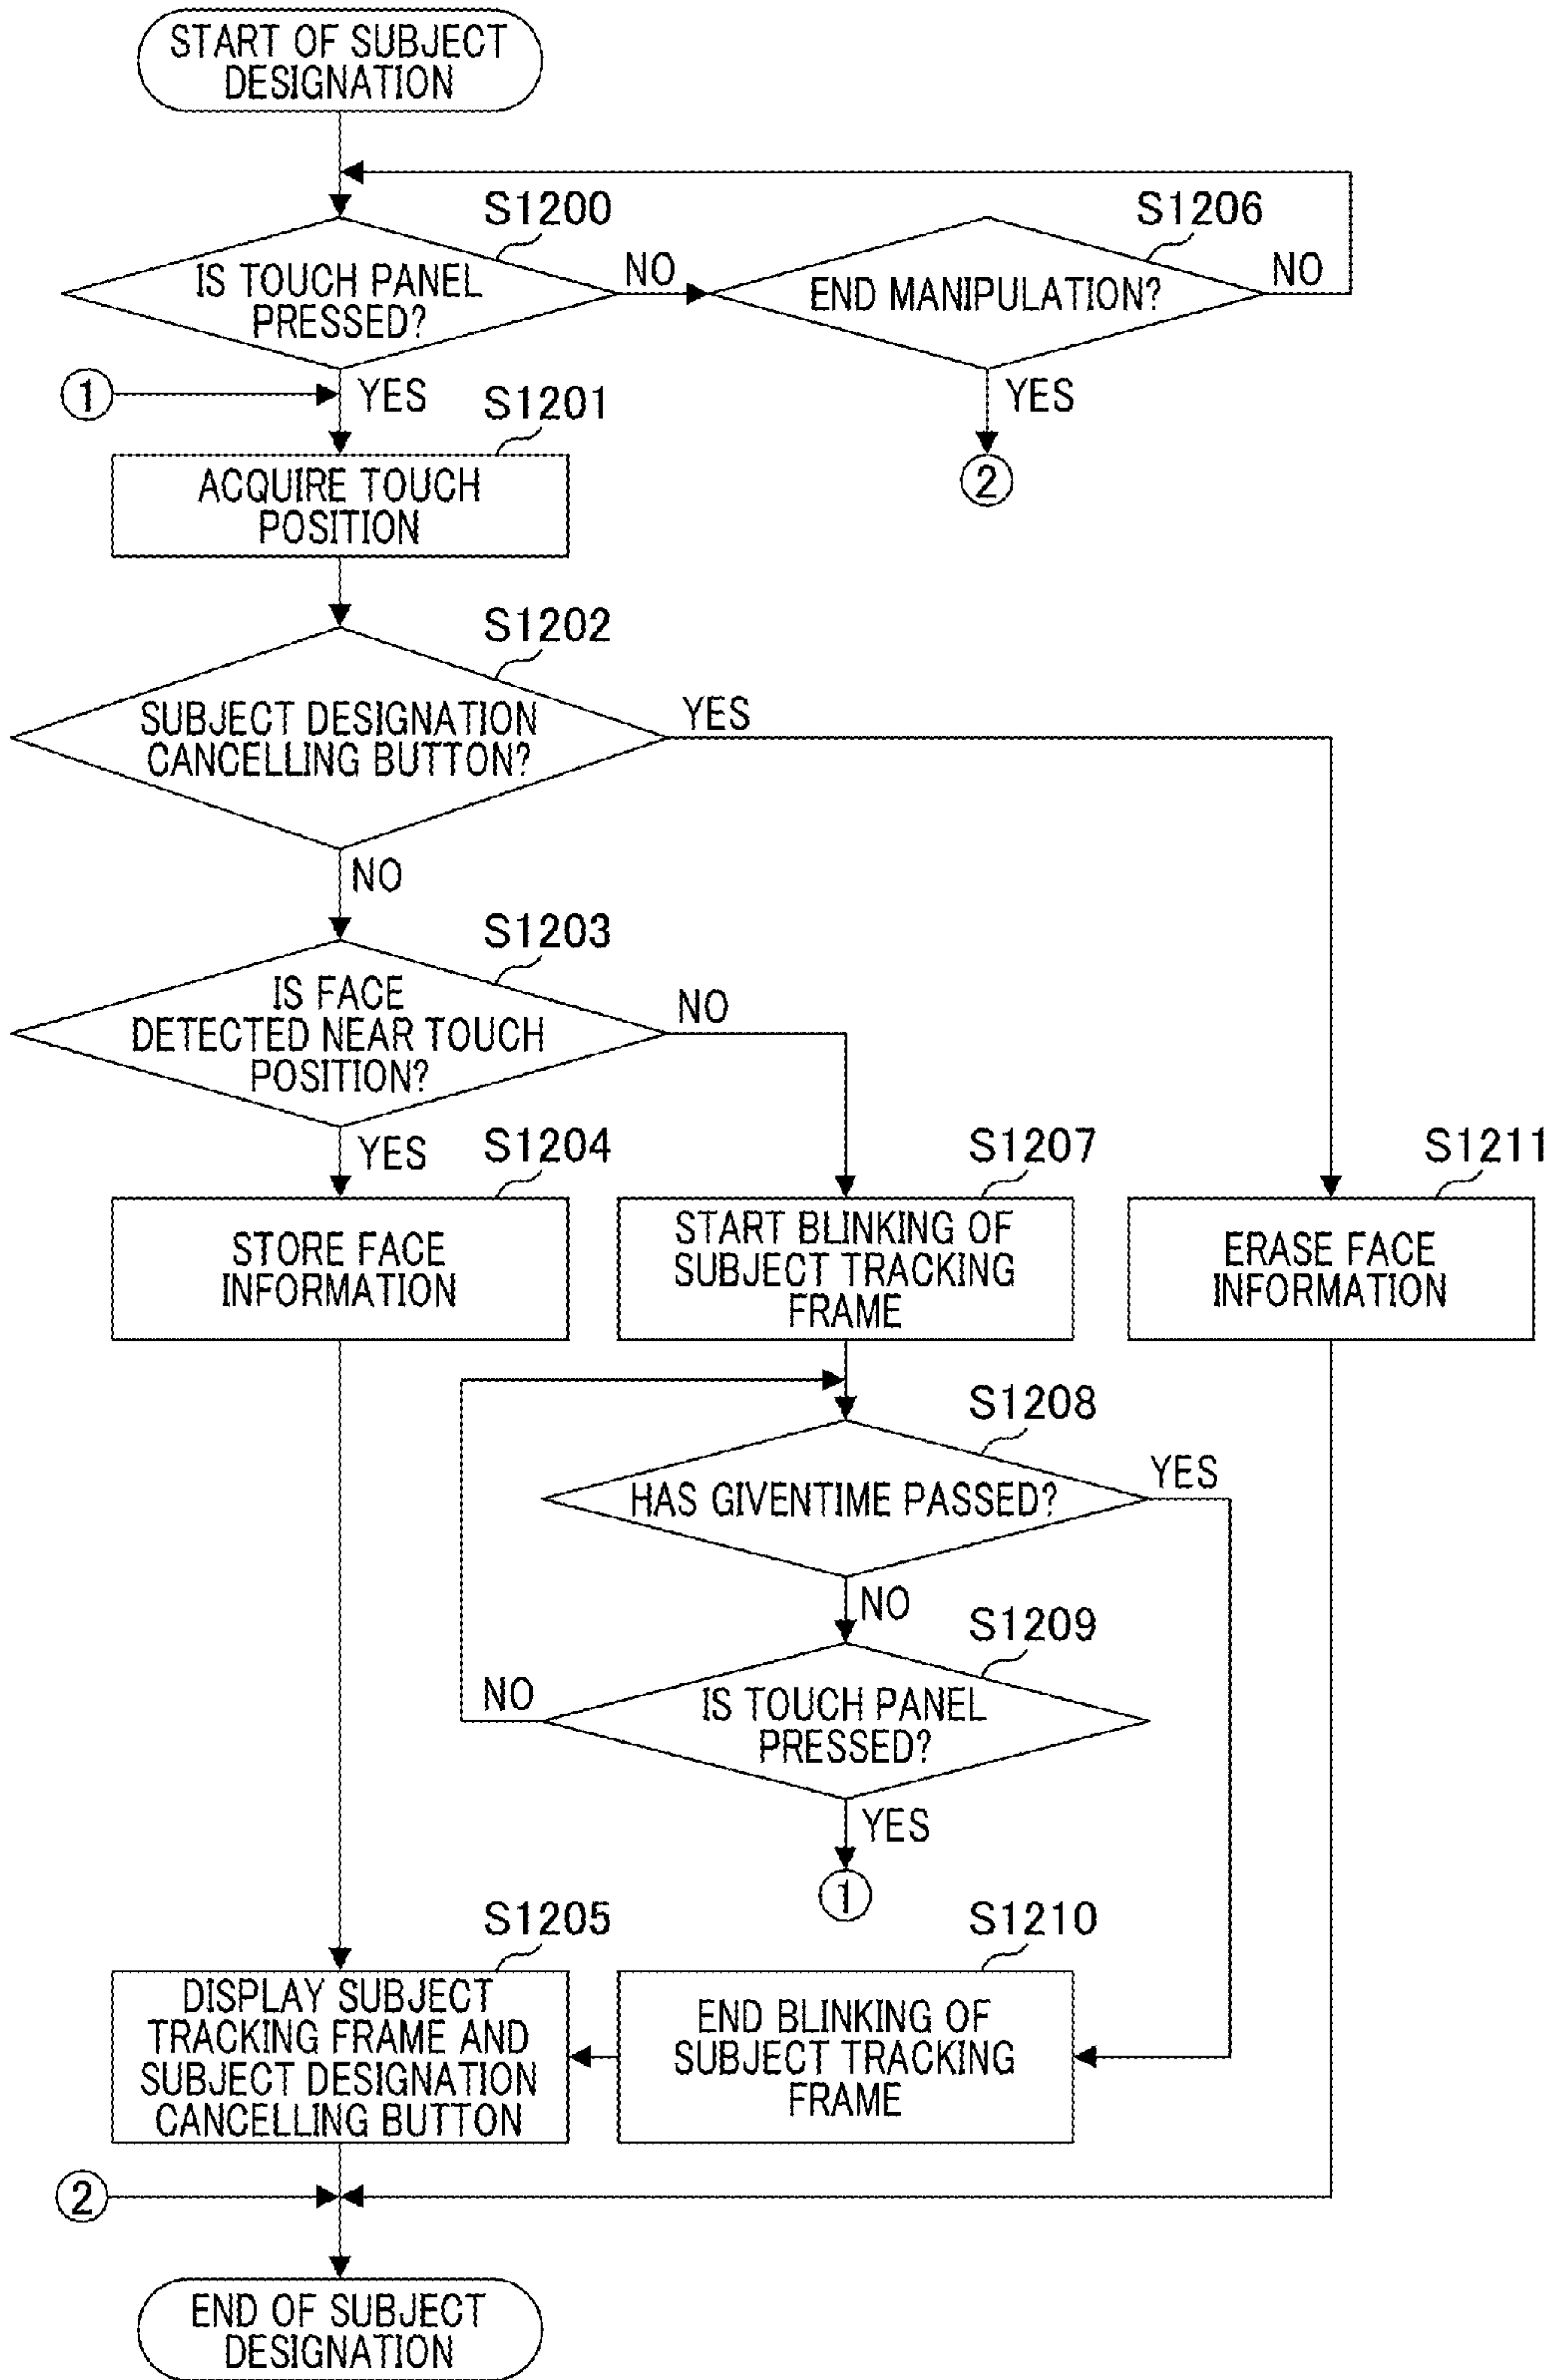 START OF SUBJECT
DESIGNATION
S1200
IS TOUCH PANEL
PRESSED?
NO
S1206
END MANIPULATION?
NO
YES
②
①
YES
S1201
ACQUIRE TOUCH
POSITION
S1202
SUBJECT DESIGNATION
CANCELLING BUTTON?
YES
NO
S1203
IS FACE
DETECTED NEAR TOUCH
POSITION?
NO
YES
S1204
STORE FACE
INFORMATION
S1207
START BLINKING OF
SUBJECT TRACKING
FRAME
S1211
ERASE FACE
INFORMATION
S1208
HAS GIVENTIME PASSED?
YES
NO
S1209
IS TOUCH PANEL
PRESSED?
NO
YES
①
S1205
DISPLAY SUBJECT
TRACKING FRAME AND
SUBJECT DESIGNATION
CANCELLING BUTTON
S1210
END BLINKING OF
SUBJECT TRACKING
FRAME
②
END OF SUBJECT
DESIGNATION